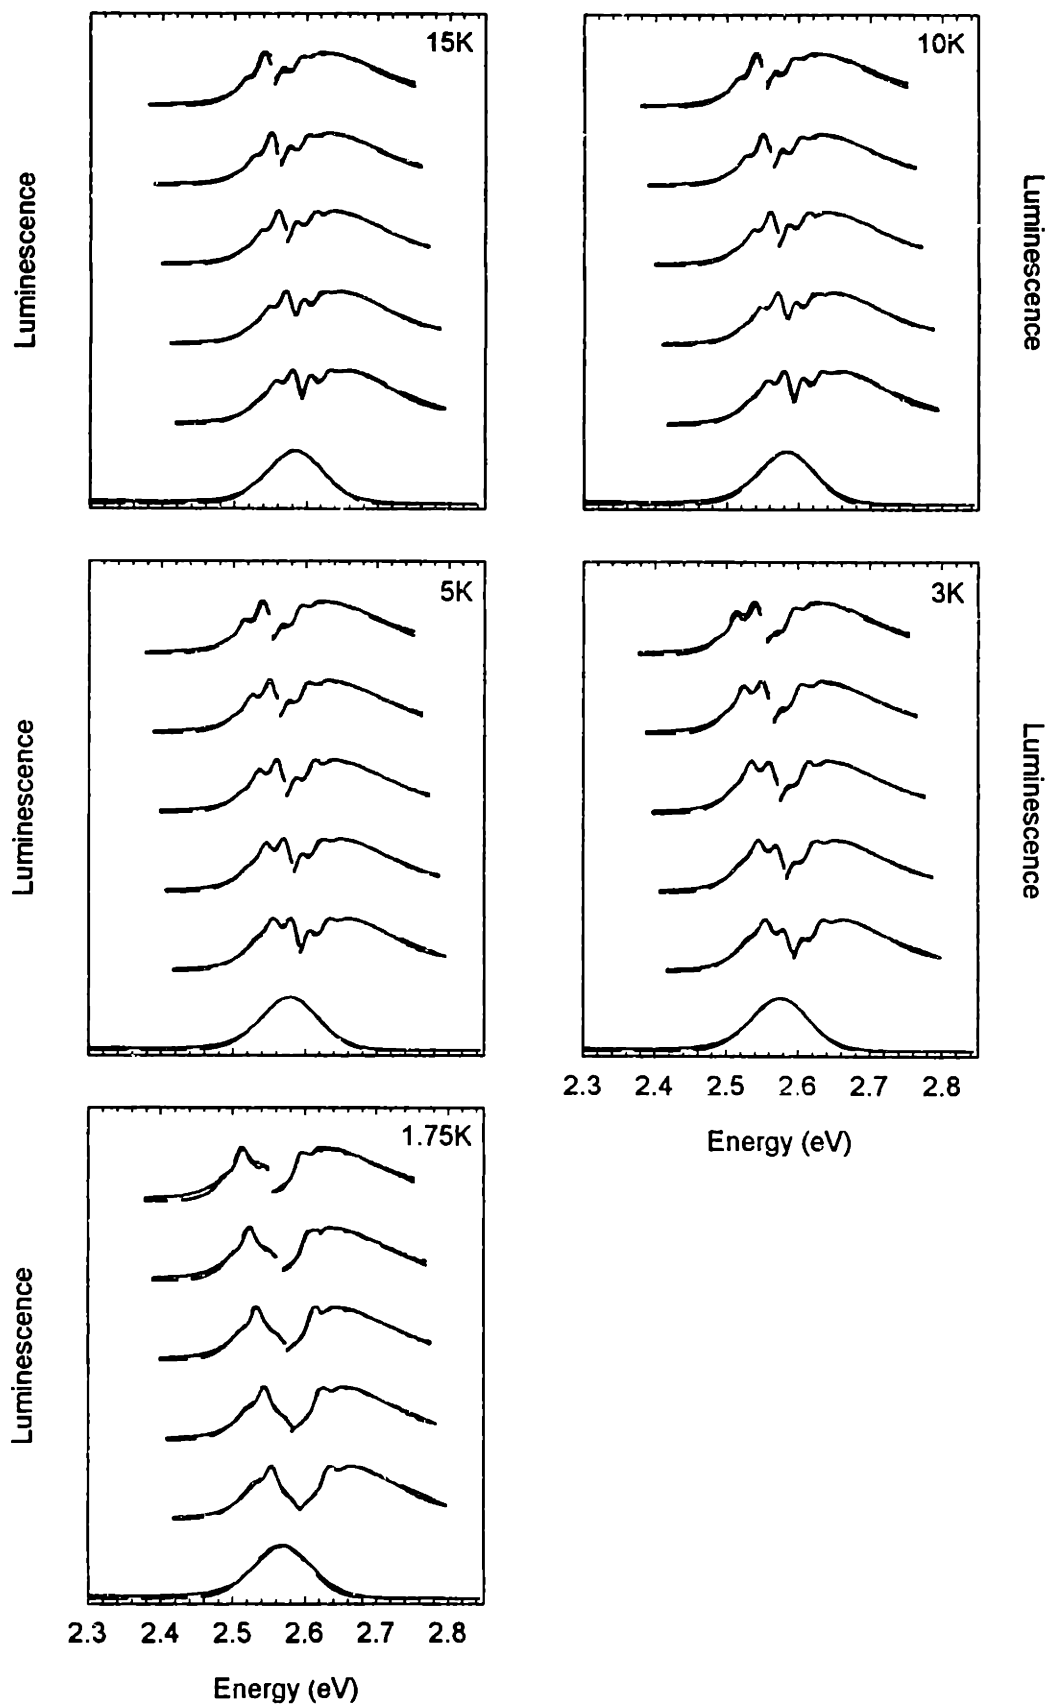 15K
10K
Luminescence
Luminescence
5K
3K
Luminescence
Luminescence
2.3 2.4 2.5 2.6 2.7 2.8
Energy (eV)
1.75K
Luminescence
2.3 2.4 2.5 2.6 2.7 2.8
Energy (eV)